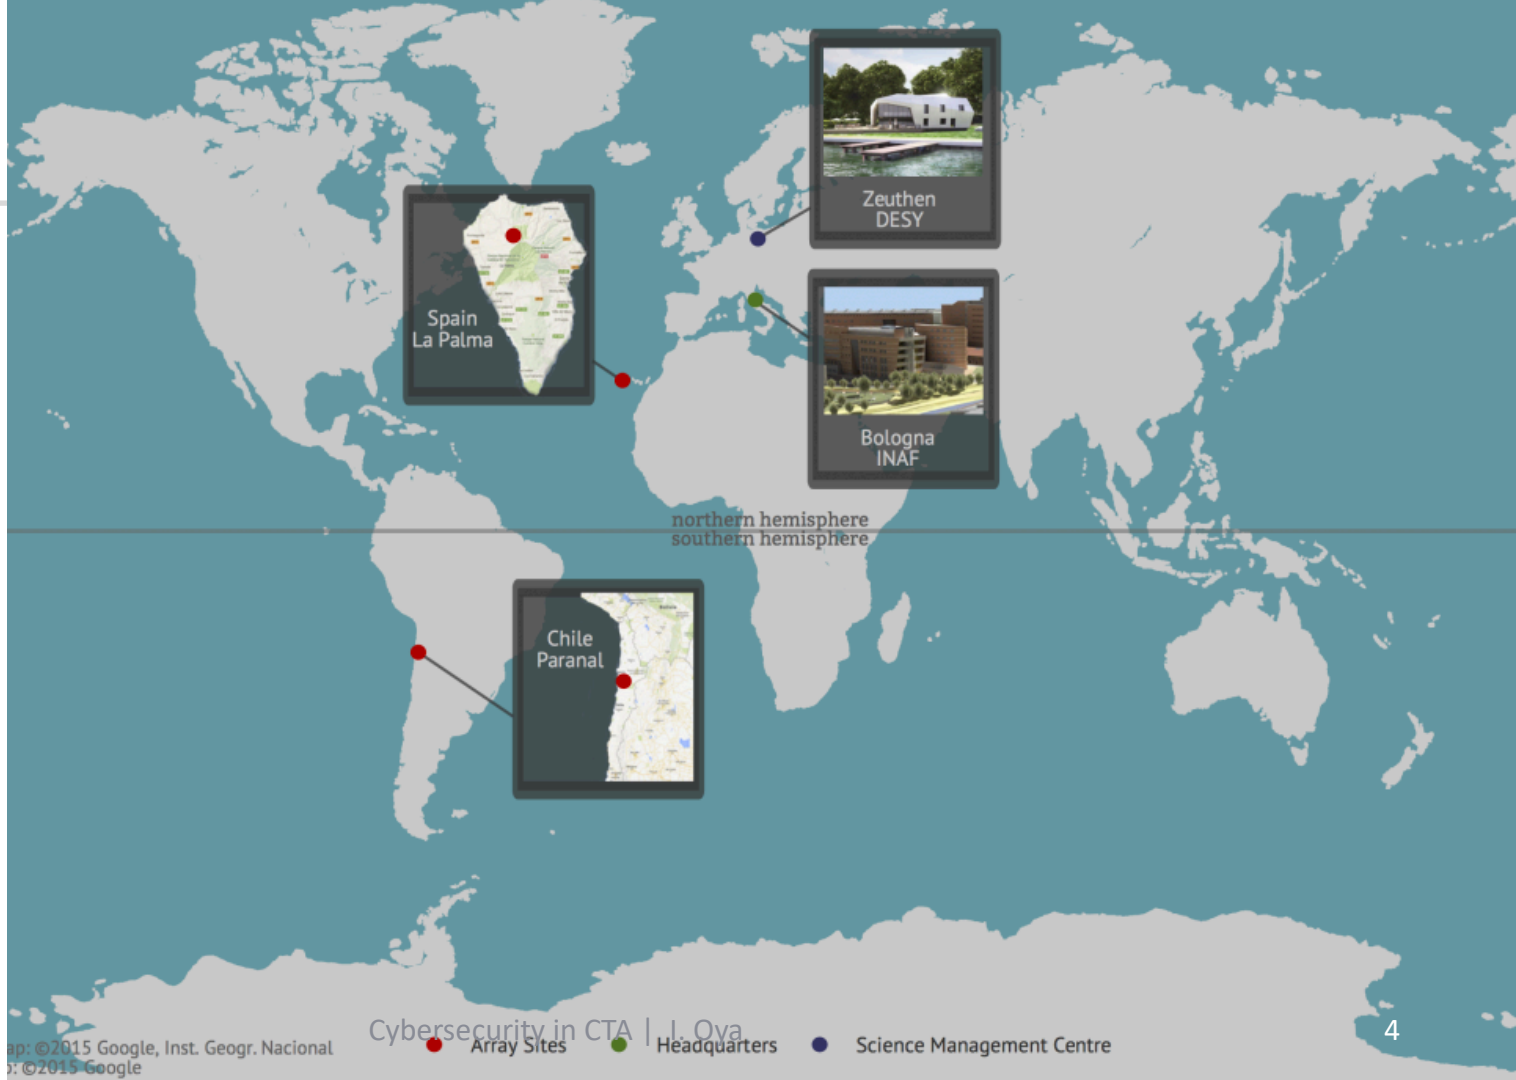 Zeuthen
DESY
Spain
La Palma
Bologna
INAF
northern hemisphere
southern hemisphere
Chile
Paranal
Cybersecurity in CTA | I. Oya
4
Array Sites
Headquarters
Science Management Centre
ap: ©2015 Google, Inst. Geogr. Nacional
©2015 Google